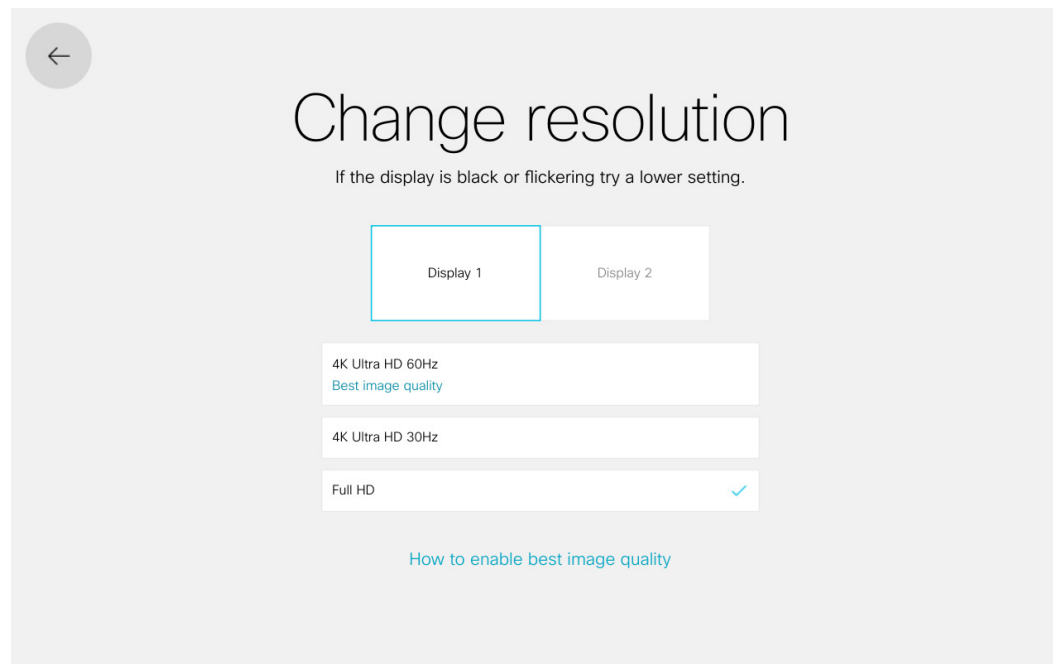 Change resolution
If the display is black or flickering try a lower setting.
Display 1
Display 2
4K Ultra HD 60Hz
Best image quality
4K Ultra HD 30Hz
Full HD
How to enable best image quality